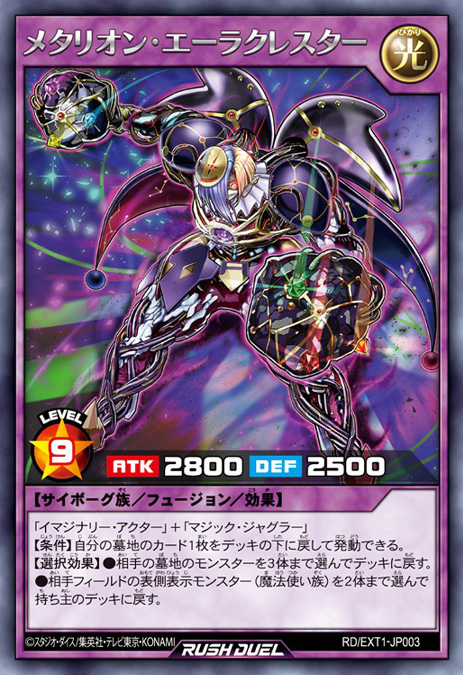 メタリオン・エーラクレスター
ひかり
光
LEVEL
9
ATK 2800 DEF 2500
【サイボーグ族／フュージョン／効果】
「イマジナリー・アクター」＋「マジック・ジャグラー」
【条件】自分の墓地のカード1枚をデッキの下に戻して発動できる。
【選択効果】●相手の墓地のモンスターを3体まで選んでデッキに戻す。
●相手フィールドの表側表示モンスター（魔法使い族）を2体まで選んで
持ち主のデッキに戻す。
©スタジオ・ダイス/集英社・テレビ東京・KONAMI
RUSH DUEL
RD/EXT1-JP003